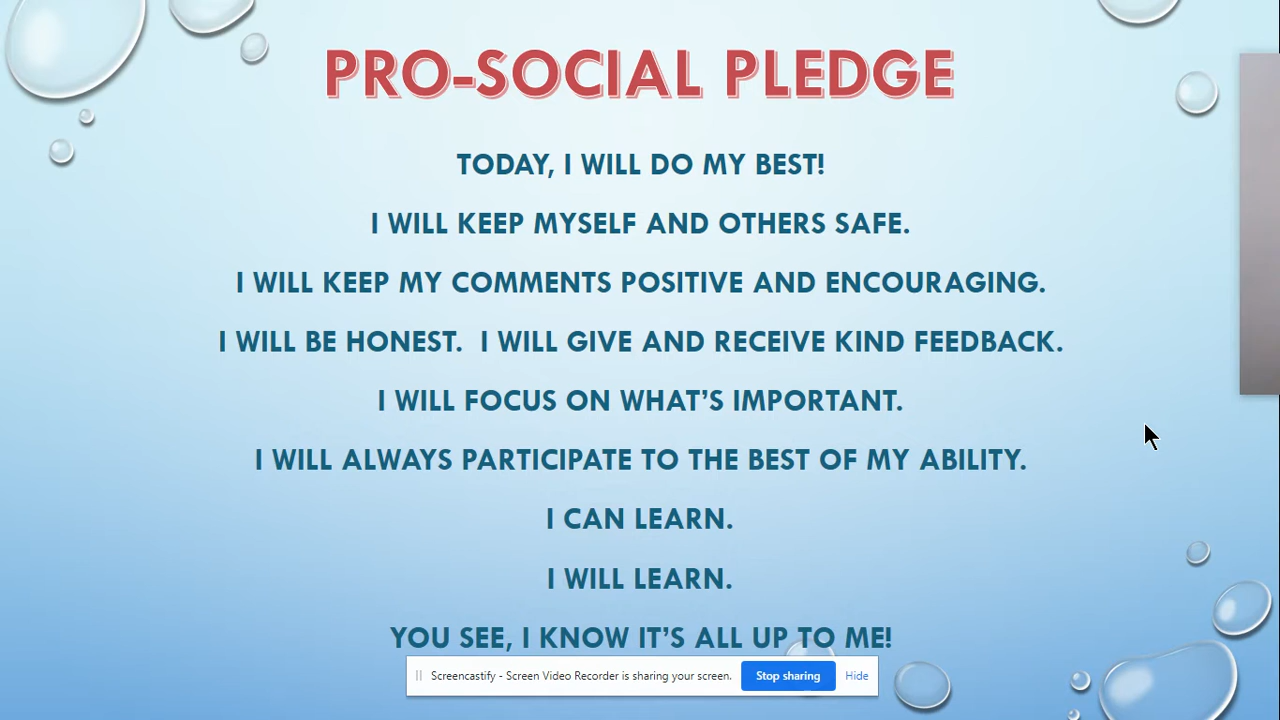 PRO-SOCIAL PLEDGE
TODAY, I WILL DO MY BEST!
I WILL KEEP MYSELF AND OTHERS SAFE.
I WILL KEEP MY COMMENTS POSITIVE AND ENCOURAGING.
I WILL BE HONEST.  I WILL GIVE AND RECEIVE KIND FEEDBACK.
I WILL FOCUS ON WHAT’S IMPORTANT.
I WILL ALWAYS PARTICIPATE TO THE BEST OF MY ABILITY.
I CAN LEARN.
I WILL LEARN.
YOU SEE, I KNOW IT’S ALL UP TO ME!
Screencastify - Screen Video Recorder is sharing your screen. Stop sharing Hide